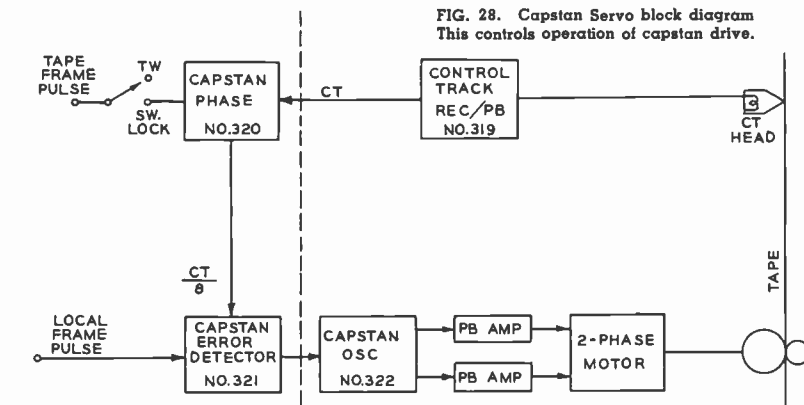 FIG. 28. Capstan Servo block diagram
This controls operation of capstan drive.
TAPE
FRAME
PULSE
TW
SW.
LOCK
CAPSTAN
PHASE
NO.320
CT
CONTROL
TRACK
REC/PB
NO.319
CT
HEAD
TAPE
CT
8
LOCAL
FRAME
PULSE
CAPSTAN
ERROR
DETECTOR
NO.321
CAPSTAN
OSC
NO.322
PB AMP
PB AMP
2-PHASE
MOTOR